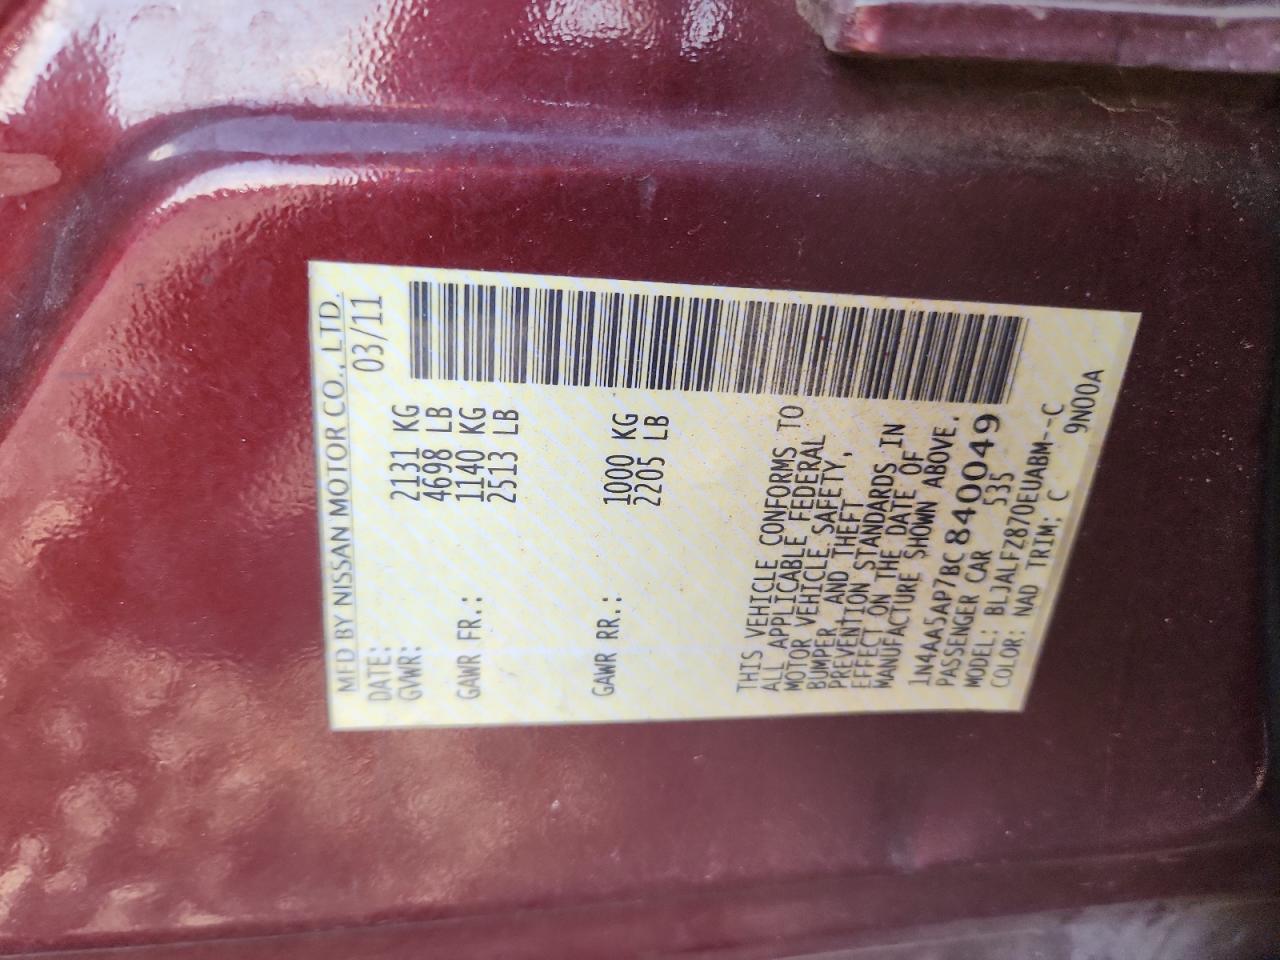 MFD BY NISSAN MOTOR CO., LTD.
DATE: 03/11
GVWR: 2131 KG
4698 LB
GAWR FR.: 1140 KG
2513 LB
GAWR RR.: 1000 KG
2205 LB
THIS VEHICLE CONFORMS TO
ALL APPLICABLE FEDERAL
MOTOR VEHICLE SAFETY,
BUMPER AND THEFT
PREVENTION STANDARDS IN
EFFECT ON THE DATE OF
MANUFACTURE SHOWN ABOVE.
1N4AA5AP7BC840049
PASSENGER CAR 535
MODEL: BLJALFZ870EUABM--C
COLOR: NAD TRIM; C 9N00A